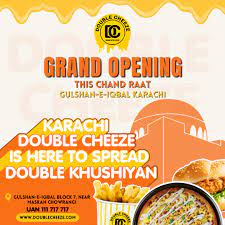 DOUBLE CHEEZE
DC
GRAND OPENING
THIS CHAND RAAT
GULSHAN-E-IQBAL KARACHI
KARACHI
DOUBLE CHEEZE
IS HERE TO SPREAD
DOUBLE KHUSHIYAN
GULSHAN-E-IQBAL BLOCK 7, NEAR
MASKAN CHOWRANGI
UAN 111 717 717
WWW.DOUBLECHEEZE.COM